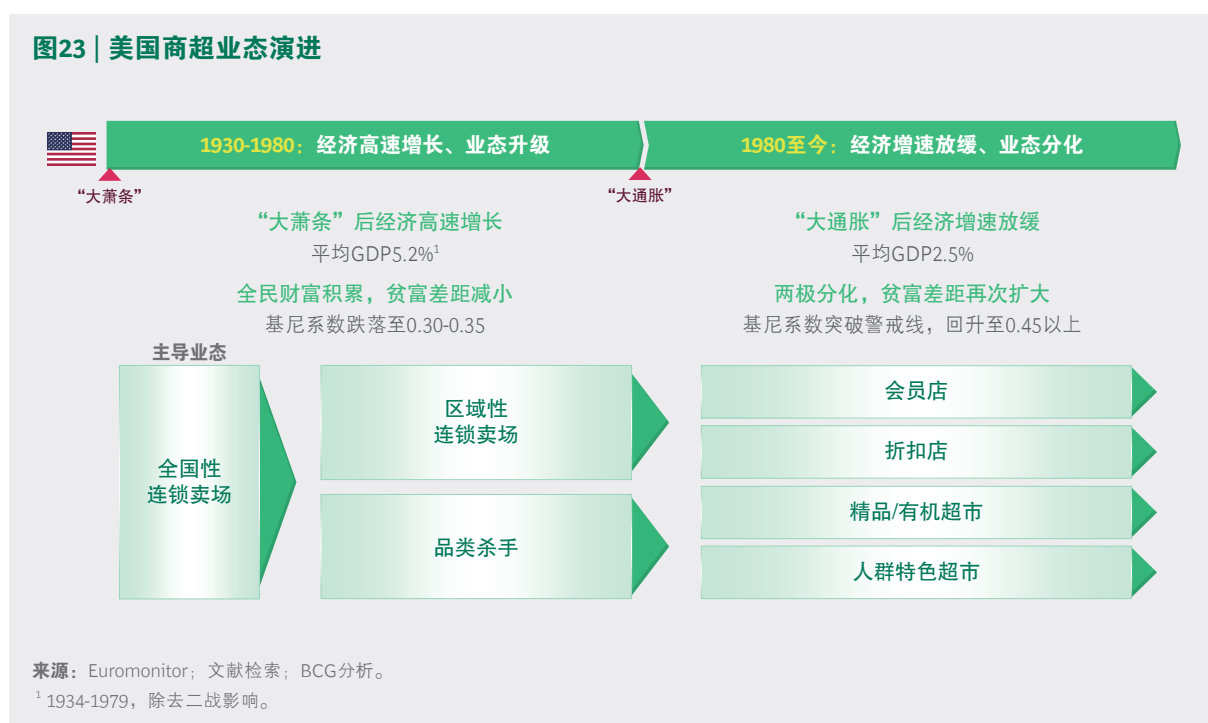 图23 | 美国商超业态演进
1930-1980：经济高速增长、业态升级
1980至今：经济增速放缓、业态分化
“大萧条”
“大通胀”
“大萧条”后经济高速增长
平均GDP5.2%¹
全民财富积累，贫富差距减小
基尼系数跌落至0.30-0.35
“大通胀”后经济增速放缓
平均GDP2.5%
两极分化，贫富差距再次扩大
基尼系数突破警戒线，回升至0.45以上
主导业态
全国性
连锁卖场
区域性
连锁卖场
品类杀手
会员店
折扣店
精品/有机超市
人群特色超市
来源：Euromonitor；文献检索；BCG分析。
¹ 1934-1979，除去二战影响。